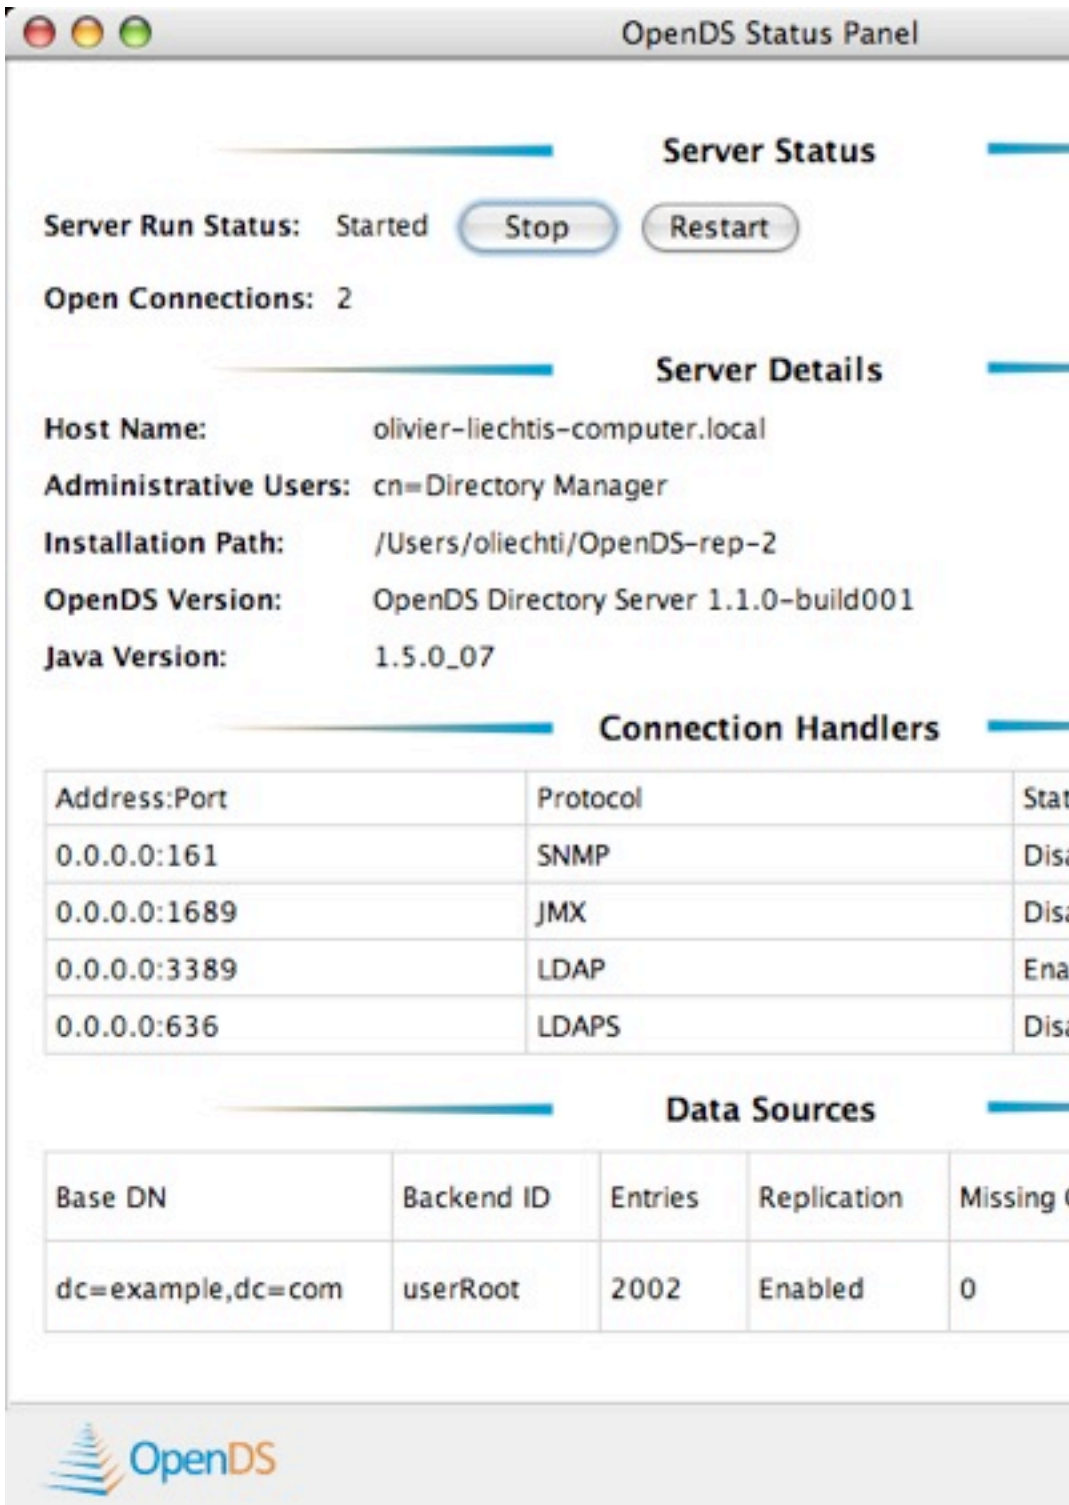 OpenDS Status Panel
Server Status
Server Run Status: Started Stop Restart
Open Connections: 2
Server Details
Host Name: olivier-liechtis-computer.local
Administrative Users: cn=Directory Manager
Installation Path: /Users/oliechti/OpenDS-rep-2
OpenDS Version: OpenDS Directory Server 1.1.0-build001
Java Version: 1.5.0_07
Connection Handlers
Address:Port Protocol Stat
0.0.0.0:161 SNMP Disa
0.0.0.0:1689 JMX Disa
0.0.0.0:3389 LDAP Ena
0.0.0.0:636 LDAPS Disa
Data Sources
Base DN Backend ID Entries Replication Missing
dc=example,dc=com userRoot 2002 Enabled 0
OpenDS